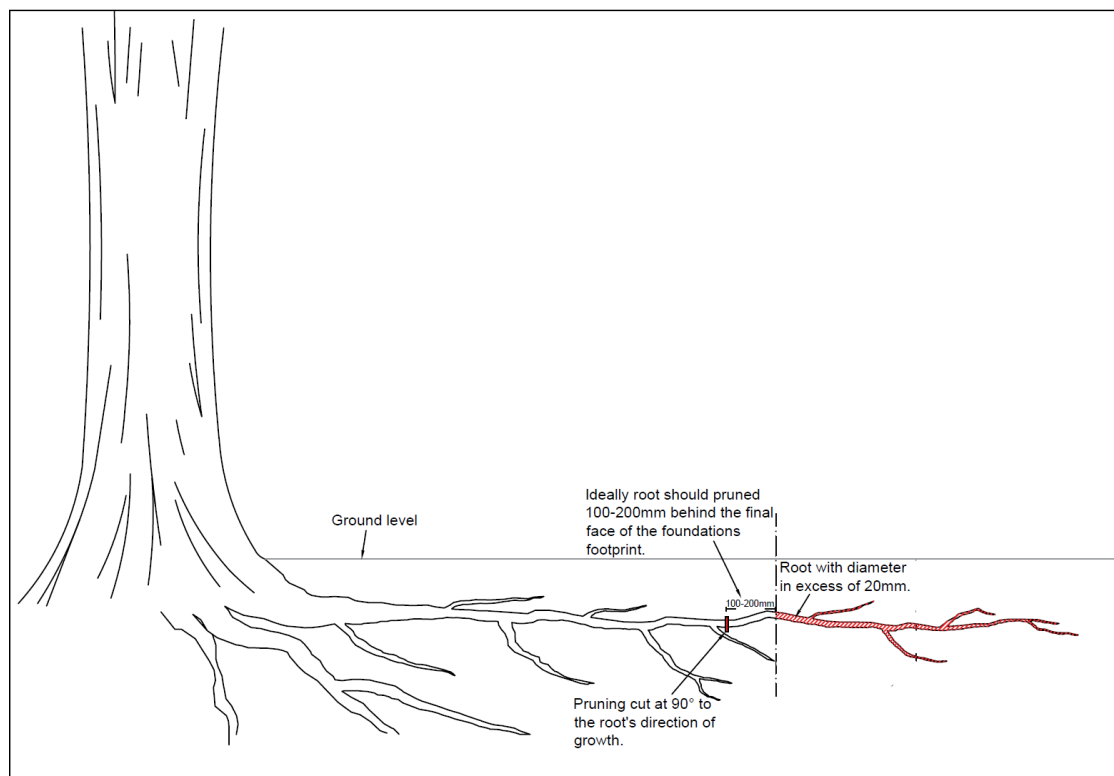 Ideally root should pruned
100-200mm behind the final
face of the foundations
footprint.
Ground level
Root with diameter
in excess of 20mm.
100-200mm
Pruning cut at 90° to
the root's direction of
growth.